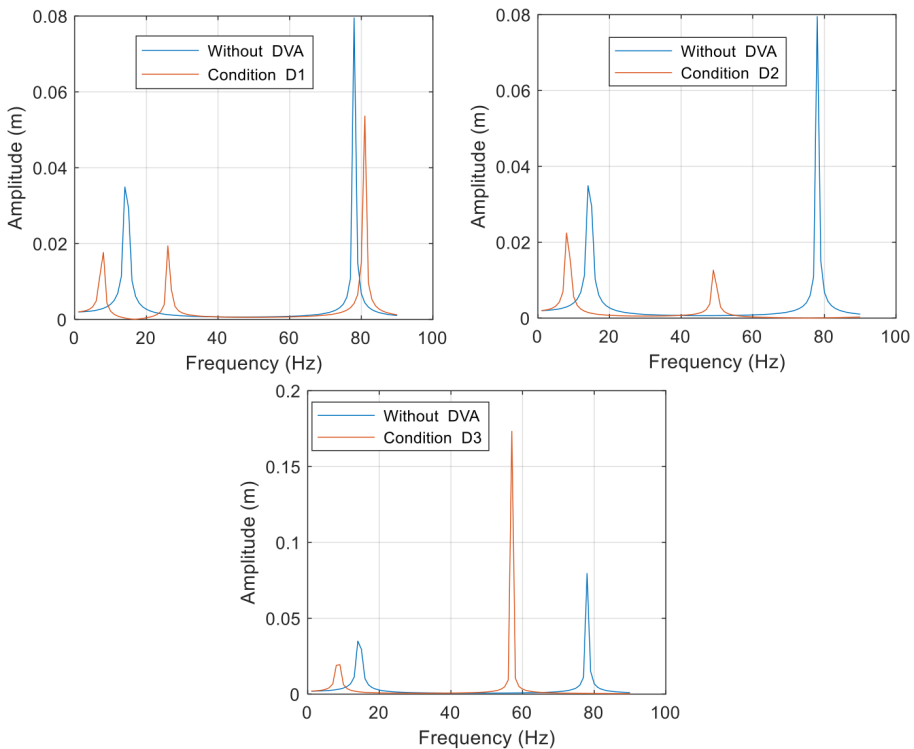 0.08
0.06
0.04
0.02
0
Amplitude (m)
Without DVA
Condition D1
0 20 40 60 80 100
Frequency (Hz)
0.08
0.06
0.04
0.02
0
Amplitude (m)
Without DVA
Condition D2
0 20 40 60 80 100
Frequency (Hz)
0.2
0.15
0.1
0.05
0
Amplitude (m)
Without DVA
Condition D3
0 20 40 60 80 100
Frequency (Hz)